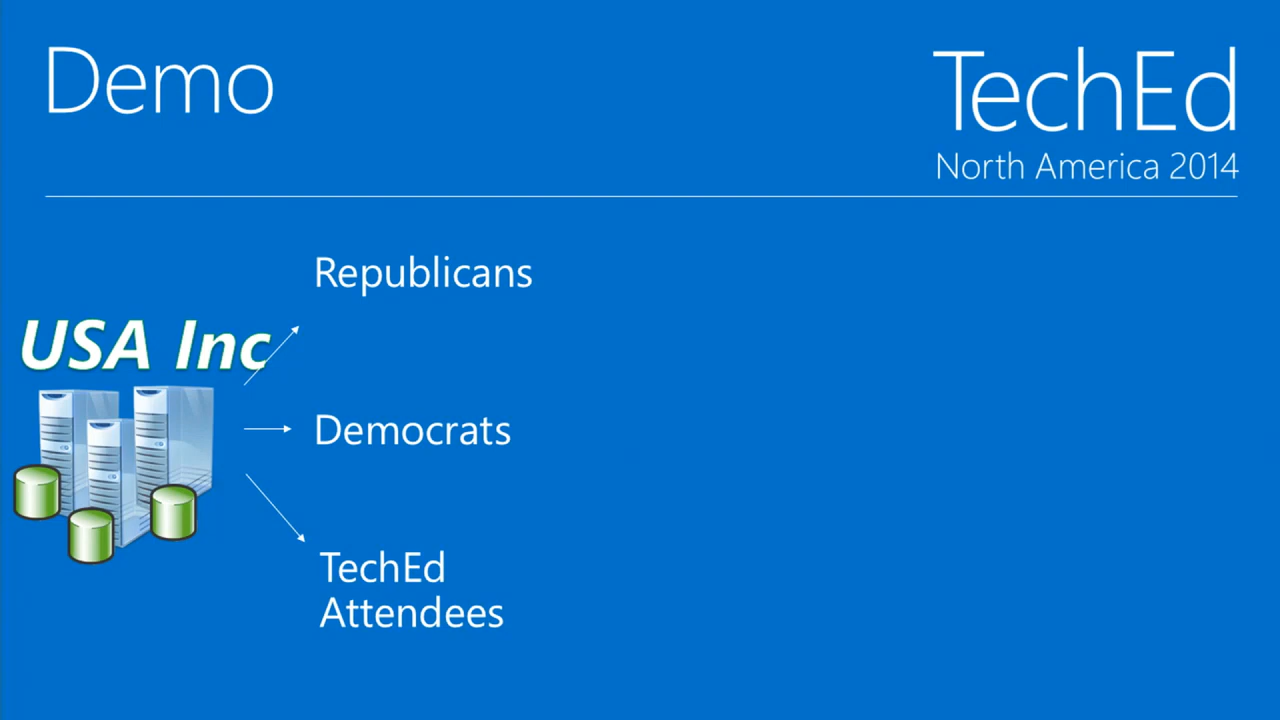 Demo
TechEd
North America 2014
Republicans
USA Inc
Democrats
TechEd
Attendees